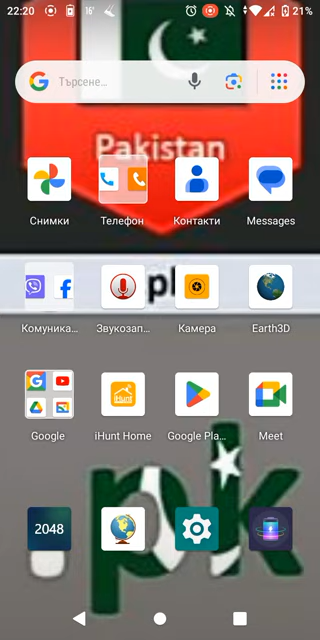 22:20
16'
21%
Търсене…
Pakistan
Снимки
Телефон
Контакти
Messages
Комуника…
Звукозап…
Камера
Earth3D
Google
iHunt Home
Google Pla…
Meet
2048
.pk